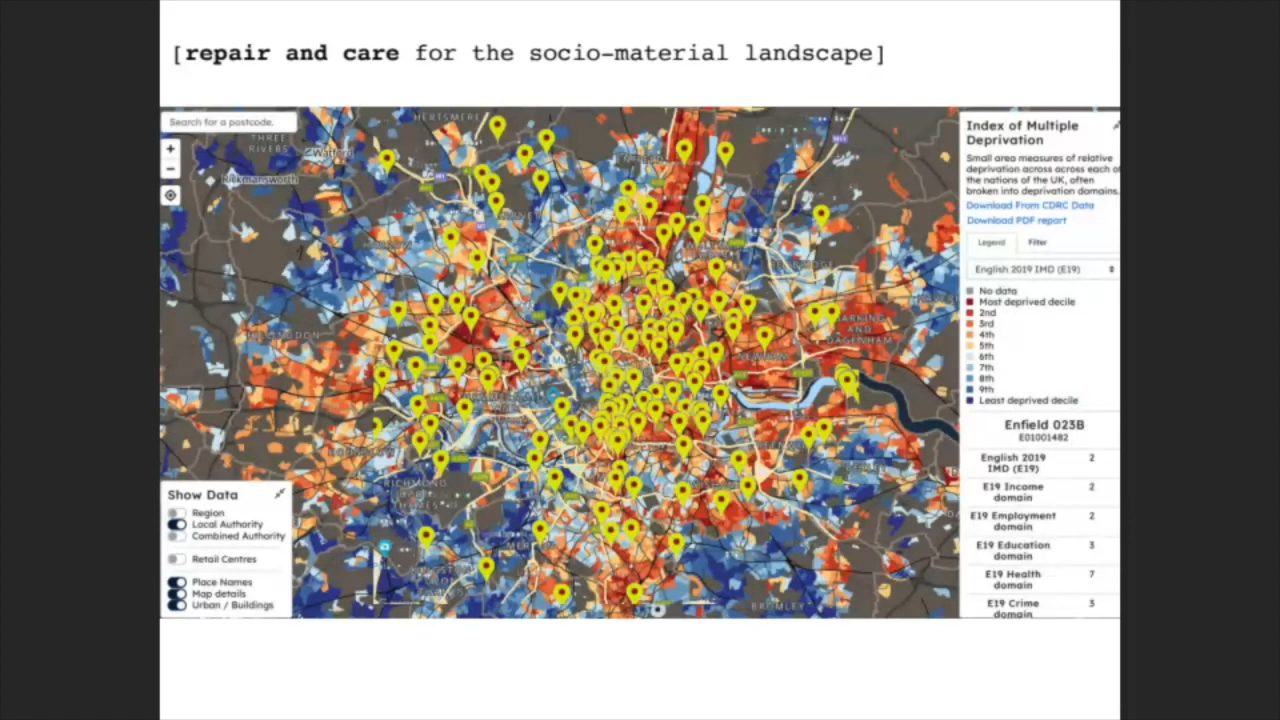 [repair and care for the socio-material landscape]
Search for a postcode.
+
−
HERTSMERE
THREE
RIVERS
Watford
Rickmansworth
Index of Multiple
Deprivation
Small area measures of relative
deprivation across across each of
the nations of the UK, often
broken into deprivation domains.
Download From CDRC Data
Download PDF report
Legend Filter
English 2019 IMD (E19)
No data
Most deprived decile
2nd
3rd
4th
5th
6th
7th
8th
9th
Least deprived decile
Enfield 023B
E01001482
English 2019
IMD (E19) 2
E19 Income
domain 2
E19 Employment
domain 2
E19 Education
domain 3
E19 Health
domain 7
E19 Crime
domain 3
BARKING
AND
DAGENHAM
RICHMOND
BROMLEY
Show Data
Region
Local Authority
Combined Authority
Retail Centres
Place Names
Map details
Urban / Buildings